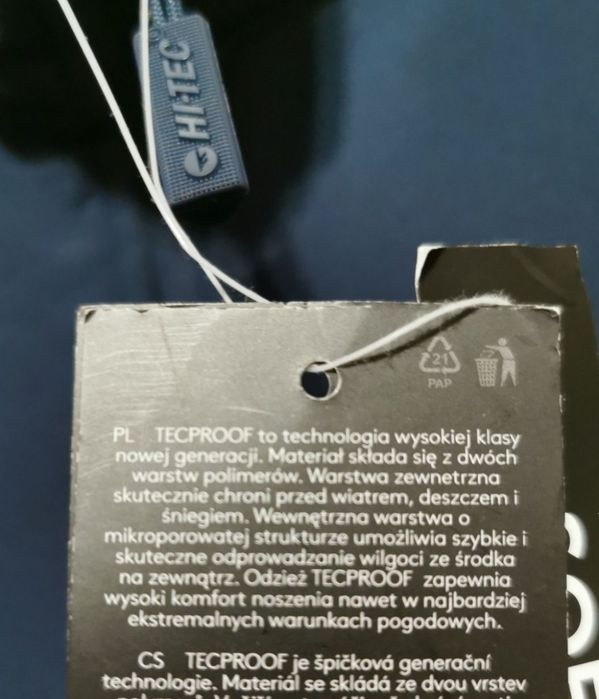 HI-TEC
21
PAP
PL TECPROOF to technologia wysokiej klasy
nowej generacji. Materiał składa się z dwóch
warstw polimerów. Warstwa zewnetrzna
skutecznie chroni przed wiatrem, deszczem i
śniegiem. Wewnętrzna warstwa o
mikroporowatej strukturze umożliwia szybkie i
skuteczne odprowadzanie wilgoci ze środka
na zewnątrz. Odzież TECPROOF zapewnia
wysoki komfort noszenia nawet w najbardziej
ekstremalnych warunkach pogodowych.
CS TECPROOF je špičková generační
technologie. Materiál se skládá ze dvou vrstev